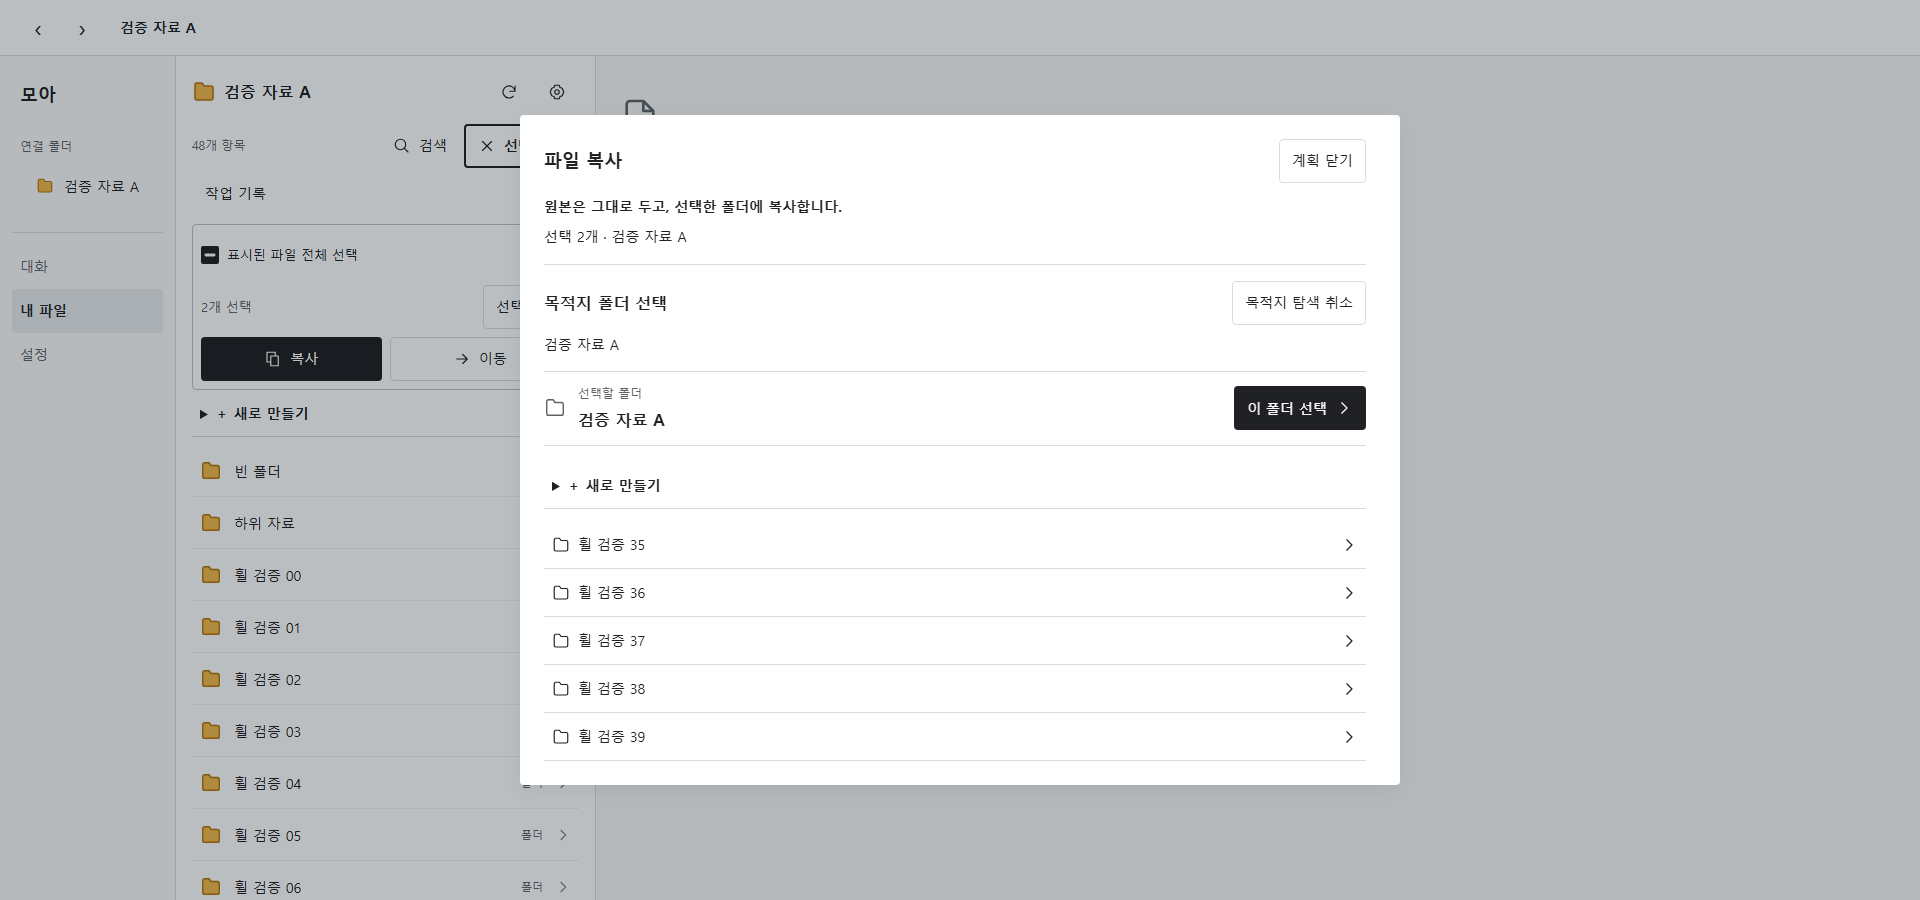 검증 자료 A
모아
연결 폴더
검증 자료 A
대화
내 파일
설정
검증 자료 A
48개 항목
검색
작업 기록
표시된 파일 전체 선택
2개 선택
선택
복사
이동
+ 새로 만들기
빈 폴더
하위 자료
휠 검증 00
휠 검증 01
휠 검증 02
휠 검증 03
휠 검증 04
휠 검증 05 폴더
휠 검증 06 폴더
파일 복사
계획 닫기
원본은 그대로 두고, 선택한 폴더에 복사합니다.
선택 2개 · 검증 자료 A
목적지 폴더 선택
목적지 탐색 취소
검증 자료 A
선택할 폴더
검증 자료 A
이 폴더 선택
+ 새로 만들기
휠 검증 35
휠 검증 36
휠 검증 37
휠 검증 38
휠 검증 39